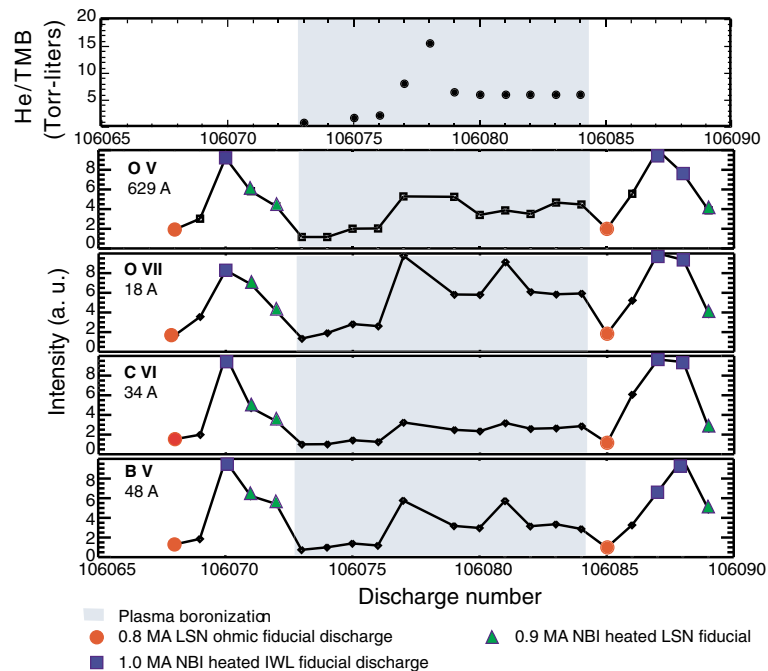 He/TMB
(Torr-liters)
20
15
10
5
106065 106070 106075 106080 106085 106090
Intensity (a. u.)
O V
629 A
8
6
4
2
0
O VII
18 A
8
6
4
2
0
C VI
34 A
8
6
4
2
0
B V
48 A
8
6
4
2
0
106065 106070 106075 106080 106085 106090
Discharge number
Plasma boronization
0.8 MA LSN ohmic fiducial discharge
0.9 MA NBI heated LSN fiducial
1.0 MA NBI heated IWL fiducial discharge